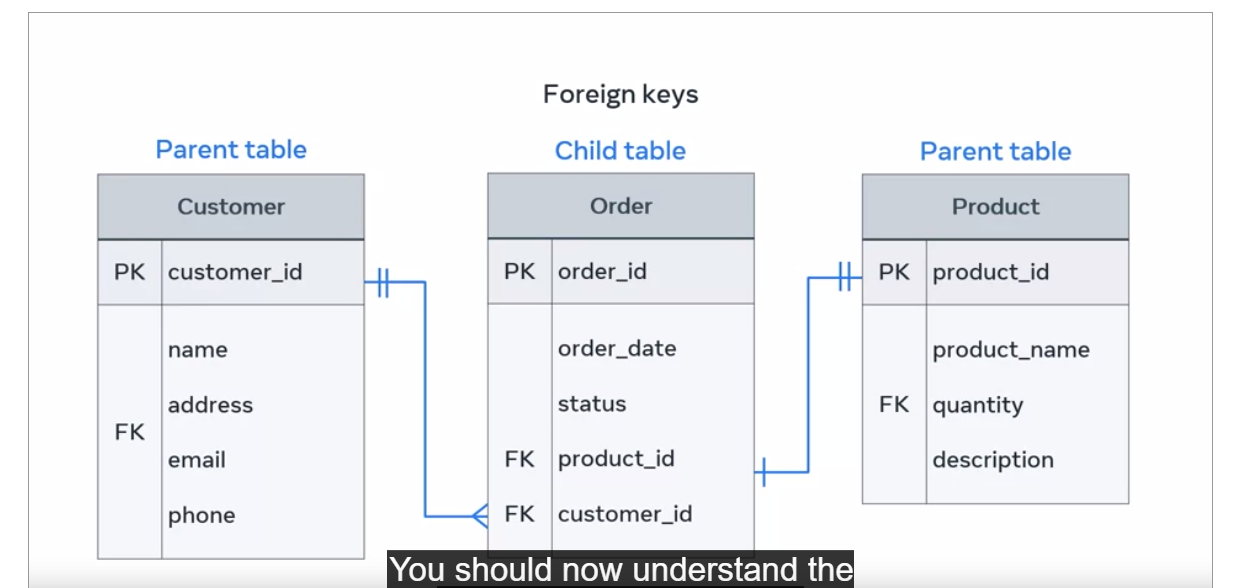 Foreign keys
Parent table
Customer
PK customer_id
name
address
FK
email
phone
Child table
Order
PK order_id
order_date
status
FK product_id
FK customer_id
Parent table
Product
PK product_id
product_name
FK quantity
description
You should now understand the